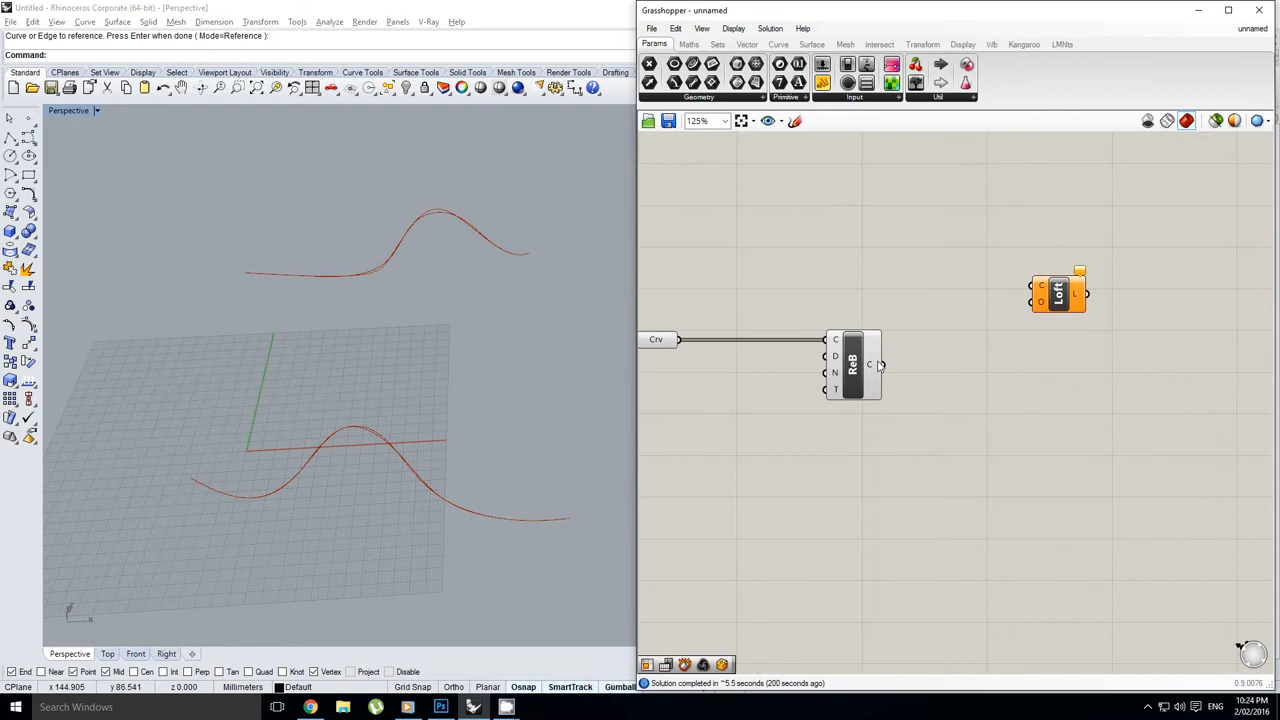 Untitled - Rhinoceros Corporate (64-bit) - [Perspective]
File Edit View Curve Surface Solid Mesh Dimension Transform Tools Analyze Render Panels V-Ray Help
Curve or Edge to reference. Press Enter when done ( Mode=Reference ):
Command:
Standard CPlanes Set View Display Select Viewport Layout Visibility Transform Curve Tools Surface Tools Solid Tools Mesh Tools Render Tools Drafting
Perspective
y
x
Perspective Top Front Right
End Near Point Mid Cen Int Perp Tan Quad Knot Vertex Project Disable
CPlane x 144.905 y 86.541 z 0.000 Millimeters Default Grid Snap Ortho Planar Osnap SmartTrack Gumball
Grasshopper - unnamed
File Edit View Display Solution Help unnamed
Params Maths Sets Vector Curve Surface Mesh Intersect Transform Display Wb Kangaroo LMNts
Geometry Primitive Input Util
125%
C
O
Loft
L
Crv
C
D
N
T
ReB
C
Solution completed in ~5.5 seconds (200 seconds ago) 0.9.0076
Search Windows
ENG
10:24 PM
2/02/2016